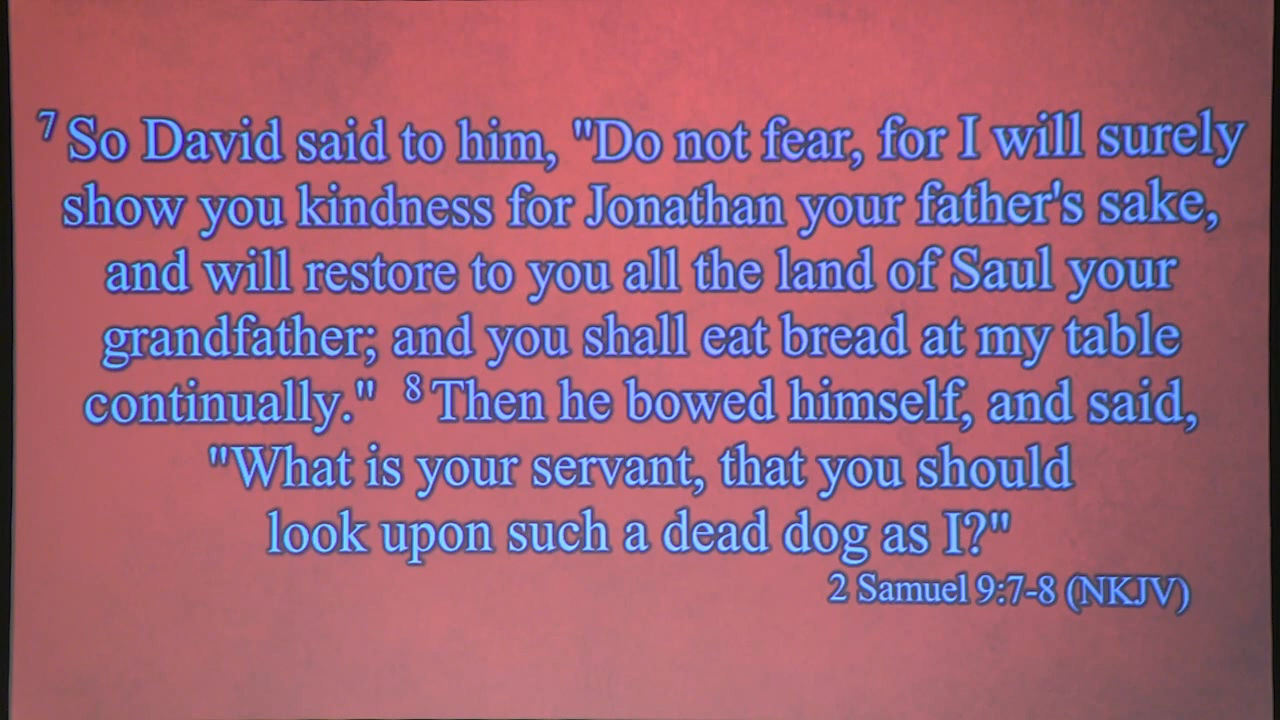 7 So David said to him, "Do not fear, for I will surely
show you kindness for Jonathan your father's sake,
and will restore to you all the land of Saul your
grandfather; and you shall eat bread at my table
continually." 8 Then he bowed himself, and said,
"What is your servant, that you should
look upon such a dead dog as I?"
2 Samuel 9:7-8 (NKJV)